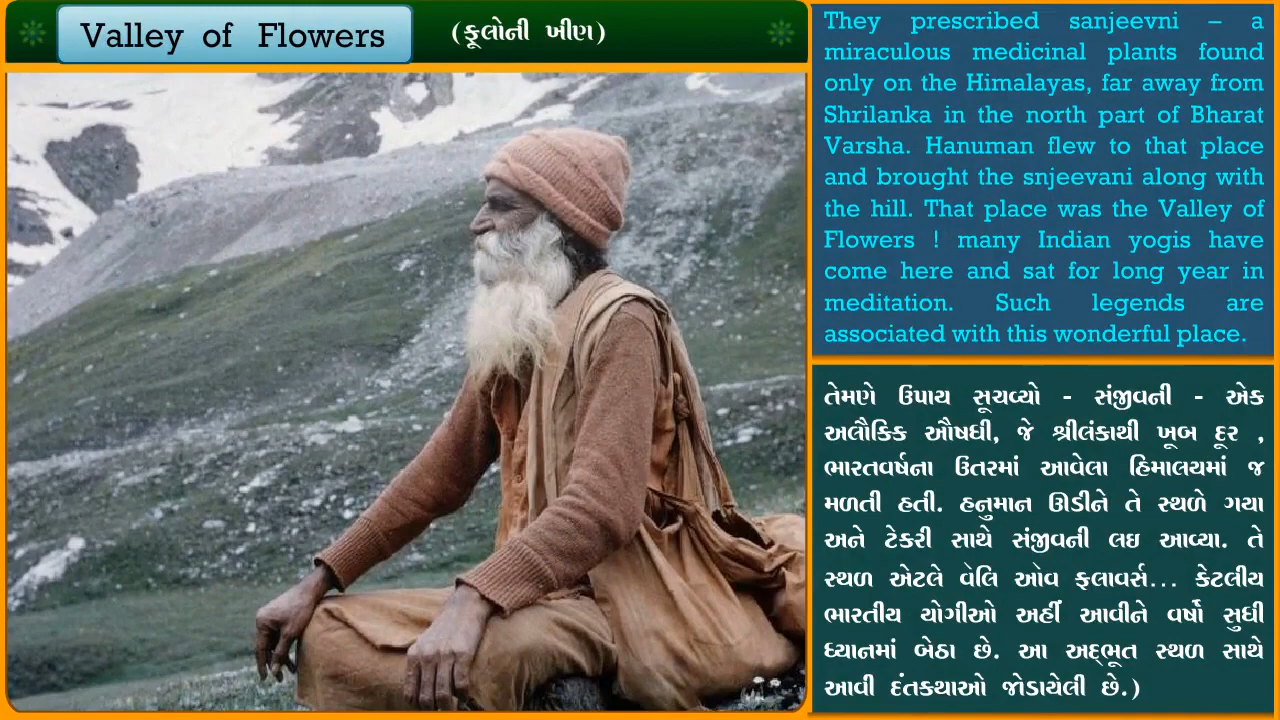 Valley of Flowers
(ફૂલોની ખીણ)
They prescribed sanjeevni – a
miraculous medicinal plants found
only on the Himalayas, far away from
Shrilanka in the north part of Bharat
Varsha. Hanuman flew to that place
and brought the snjeevani along with
the hill. That place was the Valley of
Flowers ! many Indian yogis have
come here and sat for long year in
meditation. Such legends are
associated with this wonderful place.
તેમણે ઉપાય સૂચવ્યો - સંજીવની - એક
અલૌકિક ઔષધી, જે શ્રીલંકાથી ખૂબ દૂર ,
ભારતવર્ષના ઉતરમાં આવેલા હિમાલયમાં જ
મળતી હતી. હનુમાન ઊડીને તે સ્થળે ગયા
અને ટેકરી સાથે સંજીવની લઇ આવ્યા. તે
સ્થળ એટલે વેલિ ઓવ ફલાવર્સ... કેટલીય
ભારતીય યોગીઓ અહીં આવીને વર્ષો સુધી
ધ્યાનમાં બેઠા છે. આ અદ્ભૂત સ્થળ સાથે
આવી દંતકથાઓ જોડાયેલી છે.)